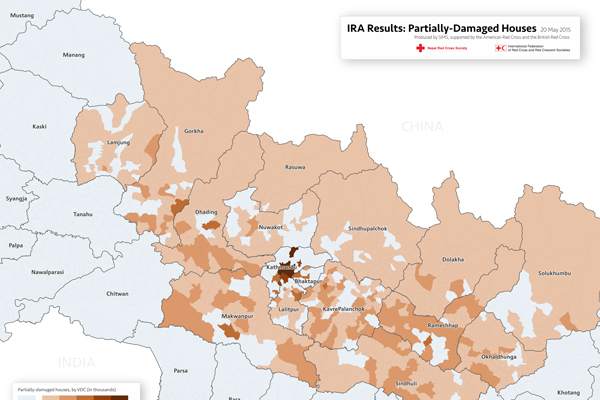 IRA Results: Partially-Damaged Houses 20 May 2015
Produced by SIMS, supported by the American Red Cross and the British Red Cross
Nepal Red Cross Society
International Federation
of Red Cross and Red Crescent Societies
Mustang
Manang
Kaski
Lamjung
Gorkha
CHINA
Rasuwa
Syangja
Tanahu
Dhading
Nuwakot
Sindhupalchok
Palpa
Dolakha
Solukhumbu
Nawalparasi
Kathmandu
Bhaktapur
Chitwan
Makwanpur
Lalitpur
KavrePalanchok
Ramechhap
Okhaldhunga
INDIA
Parsa
Sindhuli
Partially-damaged houses, by VDC (in thousands)
Bara
Khotang